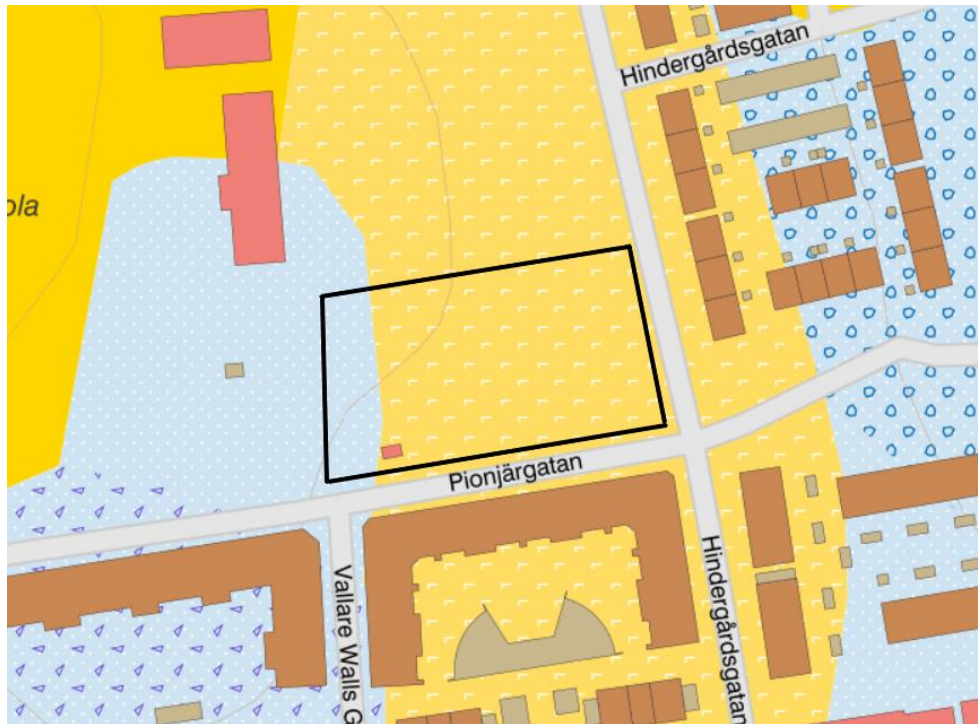 Hindergårdsgatan
ola
Pionjärgatan
Vallare Walls G
Hindergårdsgatan